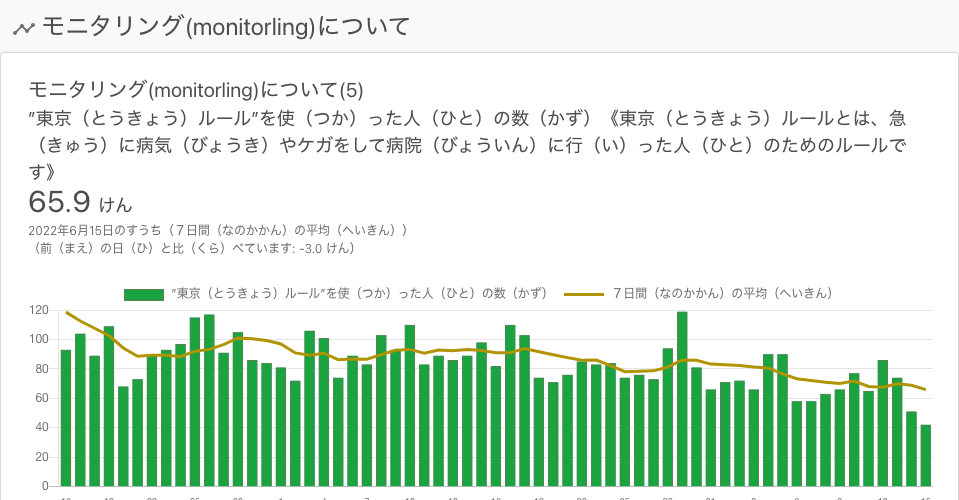 モニタリング(monitorling)について
モニタリング(monitorling)について(5)
”東京（とうきょう）ルール”を使（つか）った人（ひと）の数（かず）《東京（とうきょう）ルールとは、急
（きゅう）に病気（びょうき）やケガをして病院（びょういん）に行（い）った人（ひと）のためのルールで
す》
65.9 けん
2022年6月15日のすうち（７日間（なのかかん）の平均（へいきん））
（前（まえ）の日（ひ）と比（くら）べています: -3.0 けん）
”東京（とうきょう）ルール”を使（つか）った人（ひと）の数（かず） ７日間（なのかかん）の平均（へいきん）
120
100
80
60
40
20
0